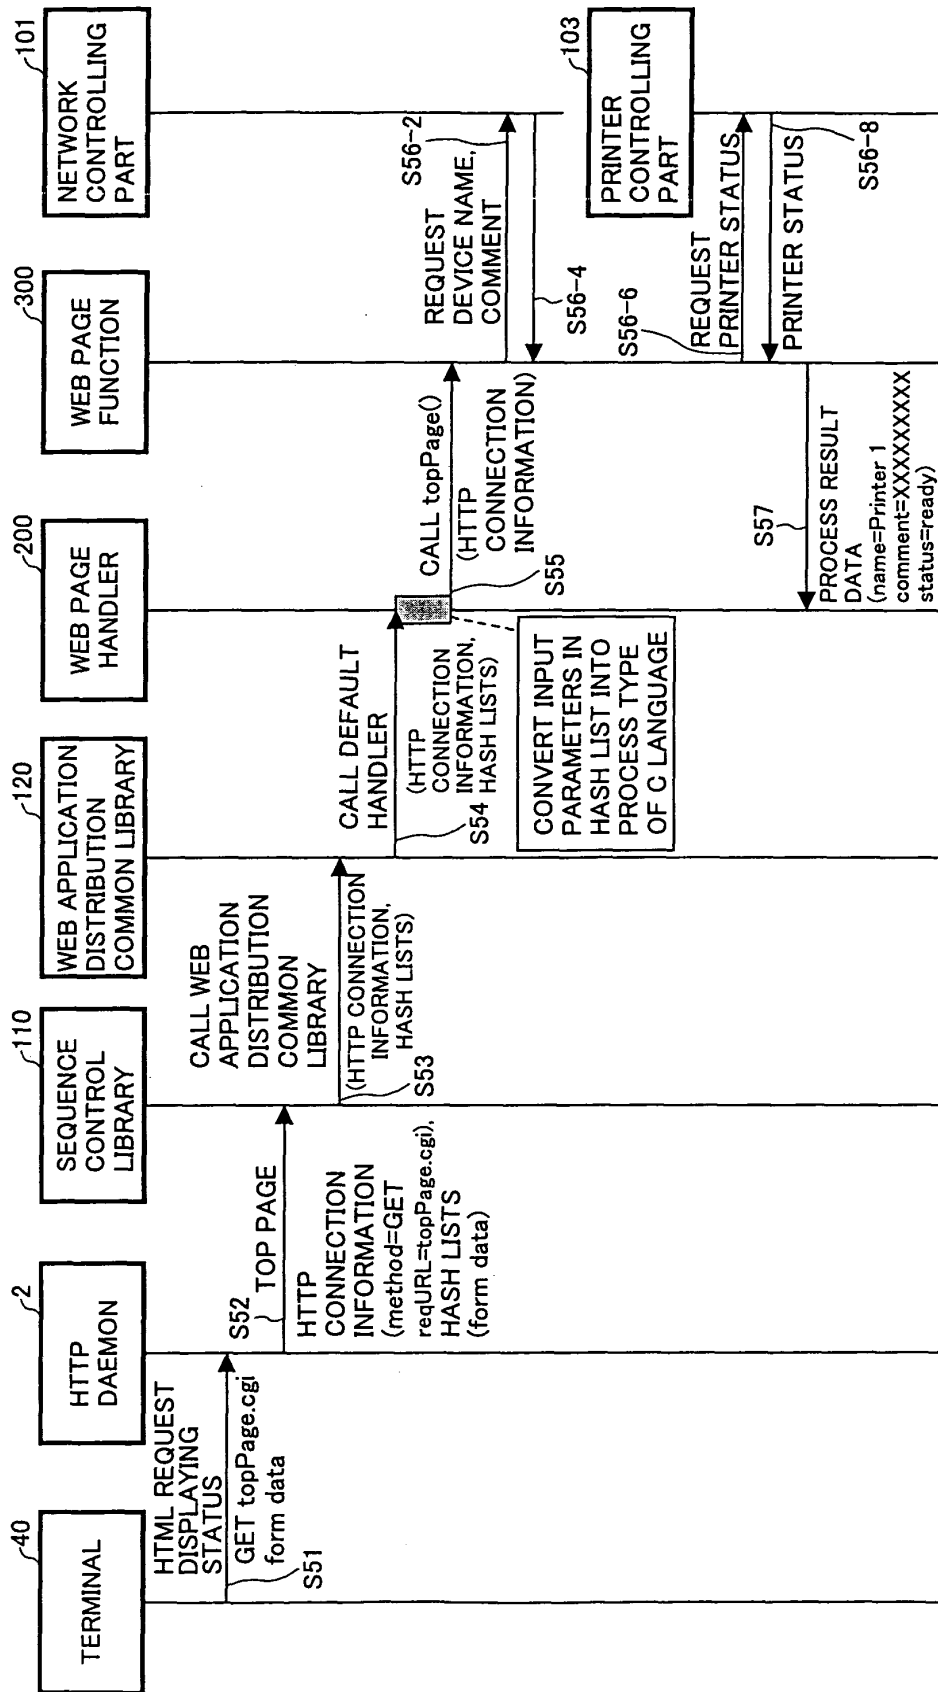 40
TERMINAL
2
HTTP
DAEMON
110
SEQUENCE
CONTROL
LIBRARY
120
WEB APPLICATION
DISTRIBUTION
COMMON LIBRARY
200
WEB PAGE
HANDLER
300
WEB PAGE
FUNCTION
101
NETWORK
CONTROLLING
PART
HTML REQUEST
DISPLAYING
STATUS
GET topPage.cgi
form data
S51
S52
TOP PAGE
HTTP
CONNECTION
INFORMATION
(method=GET
reqURL=topPage.cgi),
HASH LISTS
(form data)
CALL WEB
APPLICATION
DISTRIBUTION
COMMON
LIBRARY
(HTTP CONNECTION
INFORMATION,
HASH LISTS)
S53
CALL DEFAULT
HANDLER
(HTTP
CONNECTION
INFORMATION,
HASH LISTS)
S54
CONVERT INPUT
PARAMETERS IN
HASH LIST INTO
PROCESS TYPE
OF C LANGUAGE
CALL topPage()
(HTTP
CONNECTION
INFORMATION)
S55
REQUEST
DEVICE NAME,
COMMENT
S56-2
S56-4
103
PRINTER
CONTROLLING
PART
S56-6
REQUEST
PRINTER STATUS
PRINTER STATUS
S56-8
S57
PROCESS RESULT
DATA
(name=Printer 1
comment=XXXXXXXXX
status=ready)